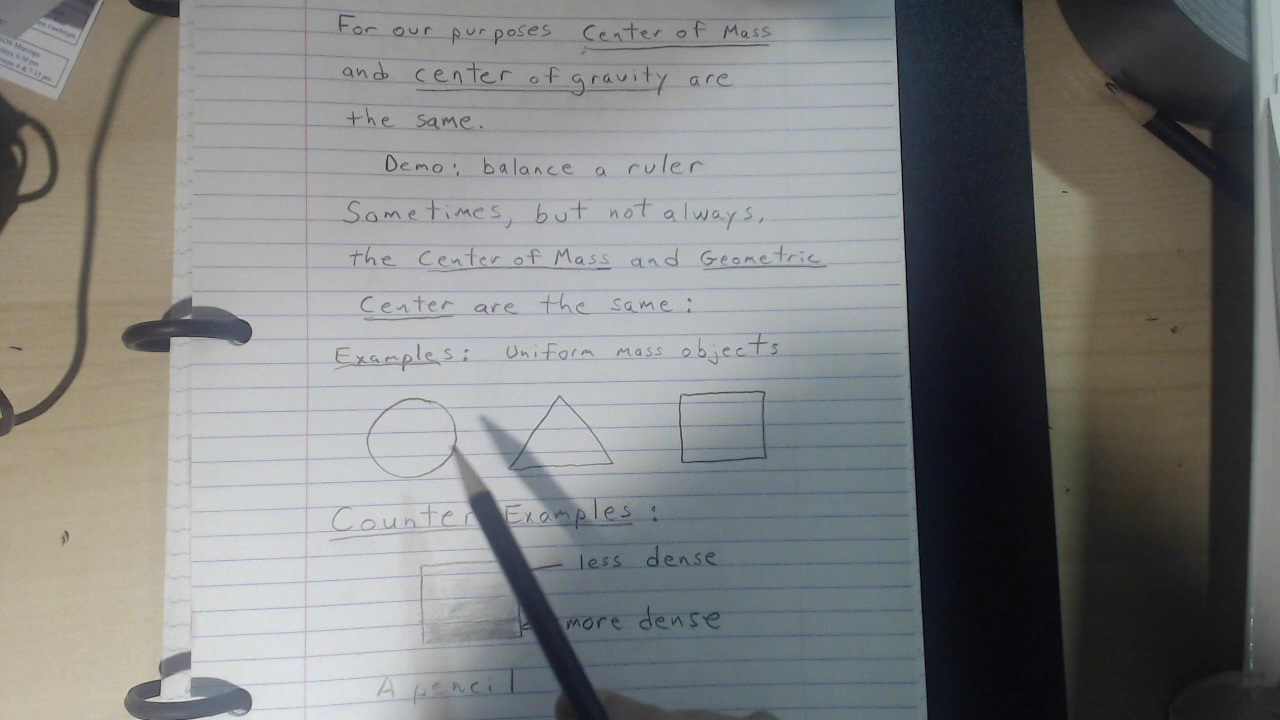 For our purposes Center of Mass
and center of gravity are
the same.
Demo: balance a ruler
Sometimes, but not always,
the Center of Mass and Geometric
Center are the same:
Examples: Uniform mass objects
Counter Examples:
less dense
more dense
A pencil